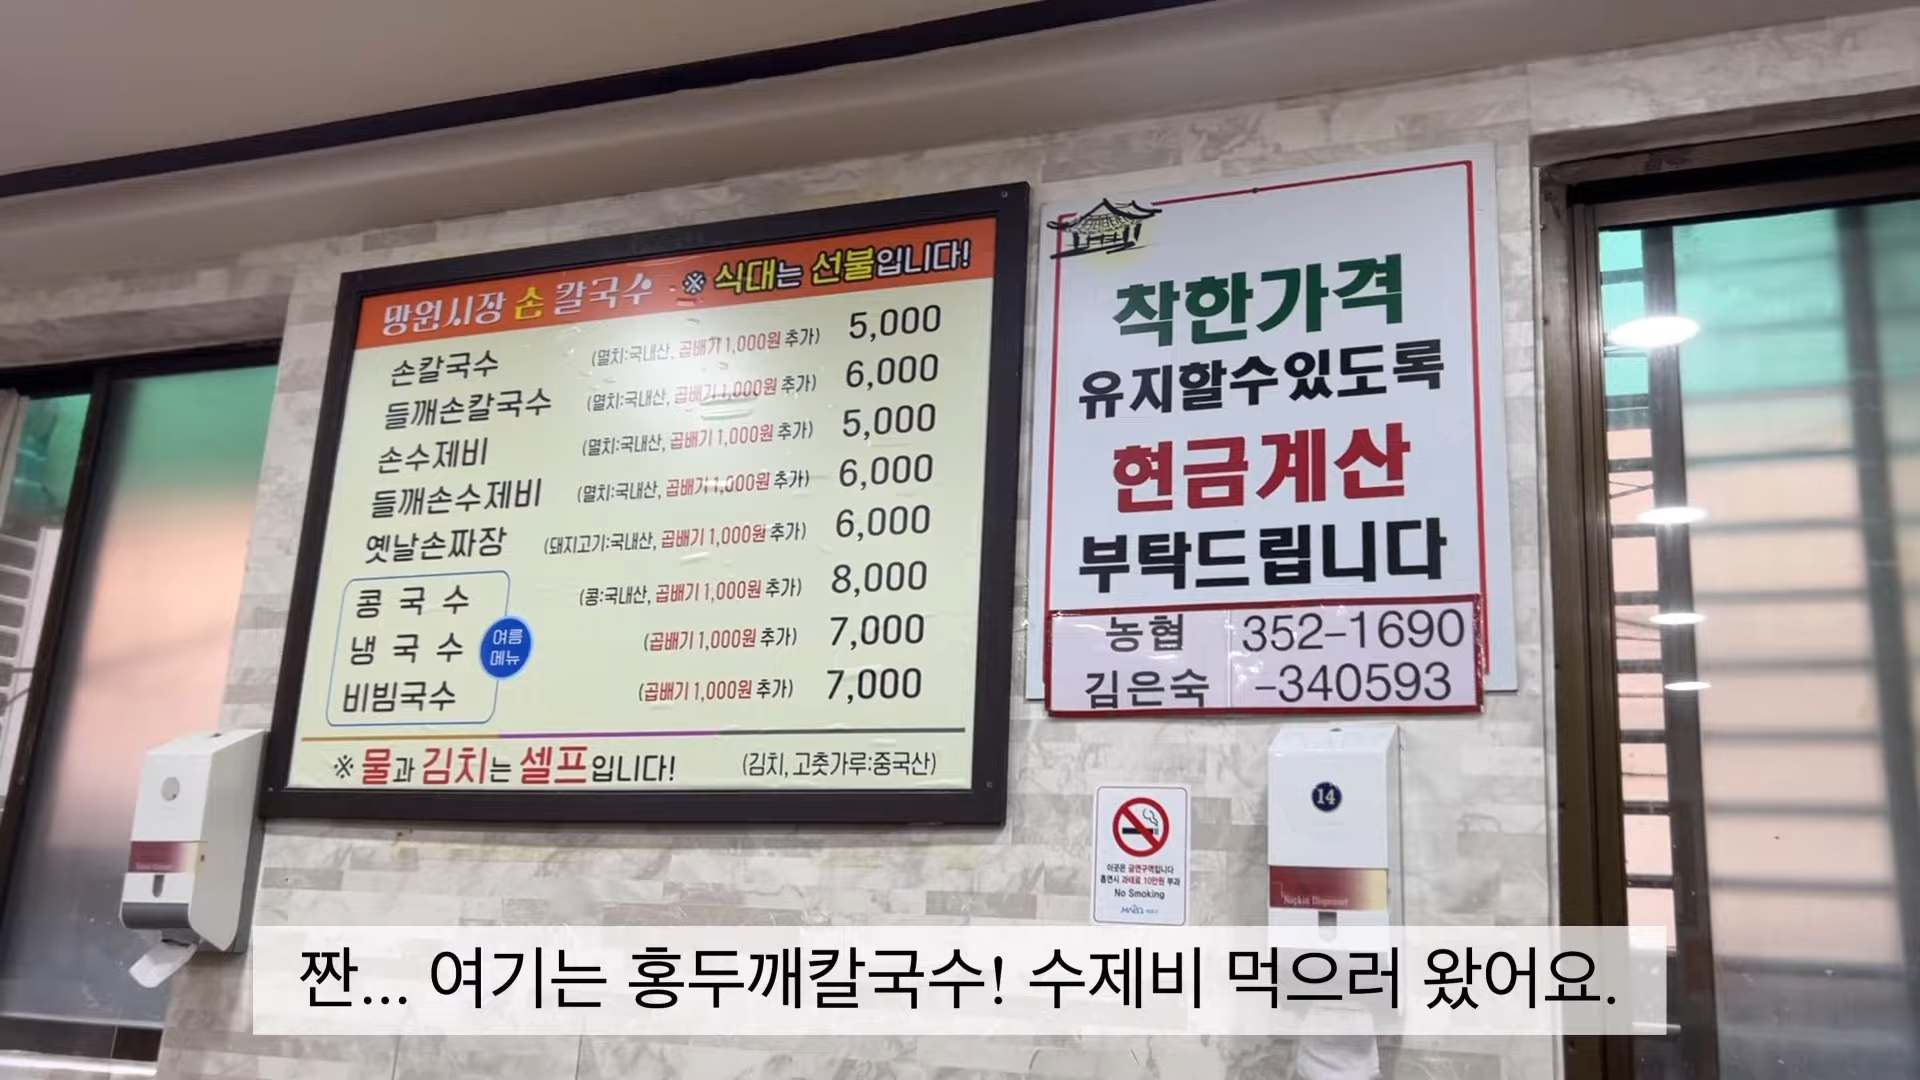 망원시장 손 칼국수 ※ 식대는 선불입니다!
손칼국수 (멸치:국내산, 곱배기 1,000원 추가) 5,000
들깨손칼국수 (멸치:국내산, 곱배기 1,000원 추가) 6,000
손수제비 (멸치:국내산, 곱배기 1,000원 추가) 5,000
들깨손수제비 (멸치:국내산, 곱배기 1,000원 추가) 6,000
옛날손짜장 (돼지고기:국내산, 곱배기 1,000원 추가) 6,000
콩국수 (콩:국내산, 곱배기 1,000원 추가) 8,000
냉국수 (곱배기 1,000원 추가) 7,000
비빔국수 (곱배기 1,000원 추가) 7,000
여름
메뉴
※ 물과 김치는 셀프입니다! (김치, 고춧가루:중국산)
착한가격
유지할수있도록
현금계산
부탁드립니다
농협 352-1690
김은숙 -340593
이곳은 금연구역입니다
흡연시 과태료 10만원 부과
No Smoking
14
Napkin Dispenser
짠... 여기는 홍두깨칼국수! 수제비 먹으러 왔어요.